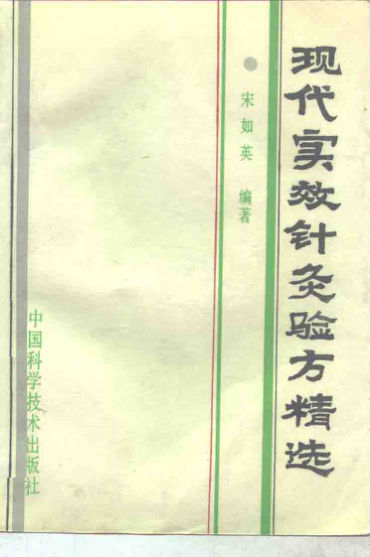 现代实效针灸验方精选
宋如英 编著
中国科学技术出版社